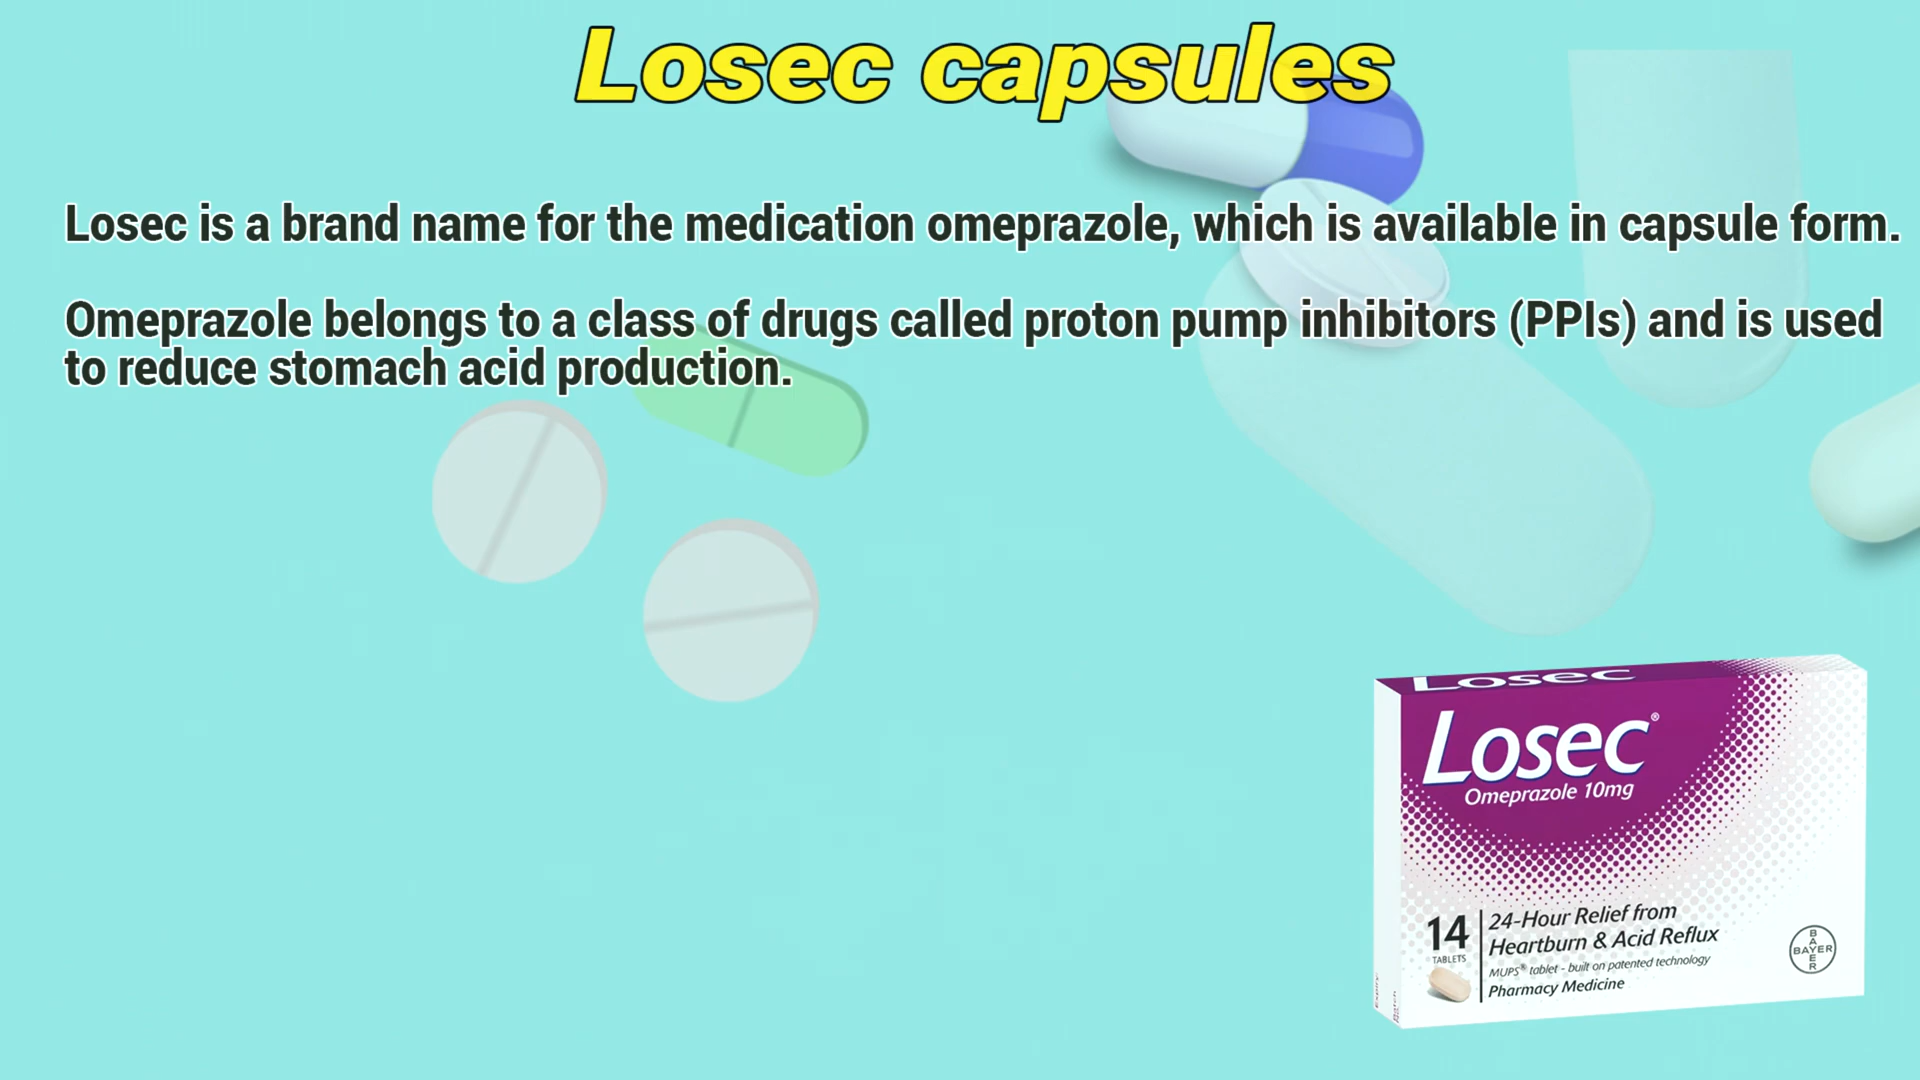 Losec capsules
Losec is a brand name for the medication omeprazole, which is available in capsule form.
Omeprazole belongs to a class of drugs called proton pump inhibitors (PPIs) and is used
to reduce stomach acid production.
Losec
Losec®
Omeprazole 10mg
14
TABLETS
24-Hour Relief from
Heartburn & Acid Reflux
MUPS® tablet - built on patented technology
Pharmacy Medicine
BAYER
BAYER